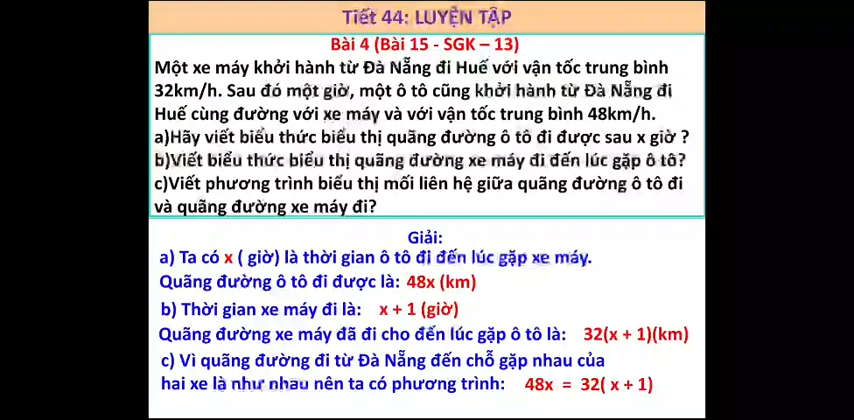 Tiết 44: LUYỆN TẬP
Bài 4 (Bài 15 - SGK – 13)
Một xe máy khởi hành từ Đà Nẵng đi Huế với vận tốc trung bình
32km/h. Sau đó một giờ, một ô tô cũng khởi hành từ Đà Nẵng đi
Huế cùng đường với xe máy và với vận tốc trung bình 48km/h.
a)Hãy viết biểu thức biểu thị quãng đường ô tô đi được sau x giờ ?
b)Viết biểu thức biểu thị quãng đường xe máy đi đến lúc gặp ô tô?
c)Viết phương trình biểu thị mối liên hệ giữa quãng đường ô tô đi
và quãng đường xe máy đi?
Giải:
a) Ta có x ( giờ) là thời gian ô tô đi đến lúc gặp xe máy.
Quãng đường ô tô đi được là: 48x (km)
b) Thời gian xe máy đi là: x + 1 (giờ)
Quãng đường xe máy đã đi cho đến lúc gặp ô tô là: 32(x + 1)(km)
c) Vì quãng đường đi từ Đà Nẵng đến chỗ gặp nhau của
hai xe là như nhau nên ta có phương trình: 48x = 32( x + 1)